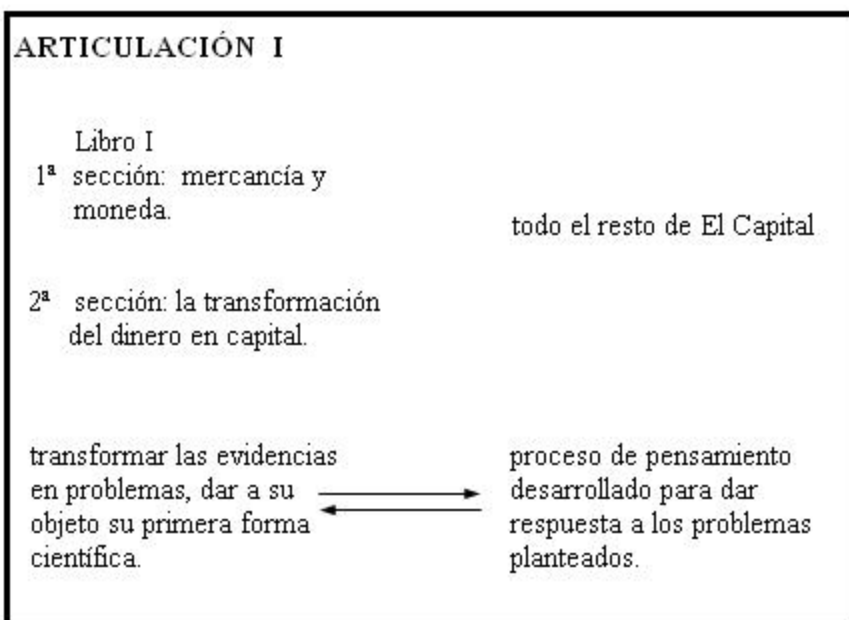 ARTICULACIÓN I
Libro I
1ª sección: mercancía y
moneda.
todo el resto de El Capital
2ª sección: la transformación
del dinero en capital.
transformar las evidencias
en problemas, dar a su
objeto su primera forma
científica.
proceso de pensamiento
desarrollado para dar
respuesta a los problemas
planteados.